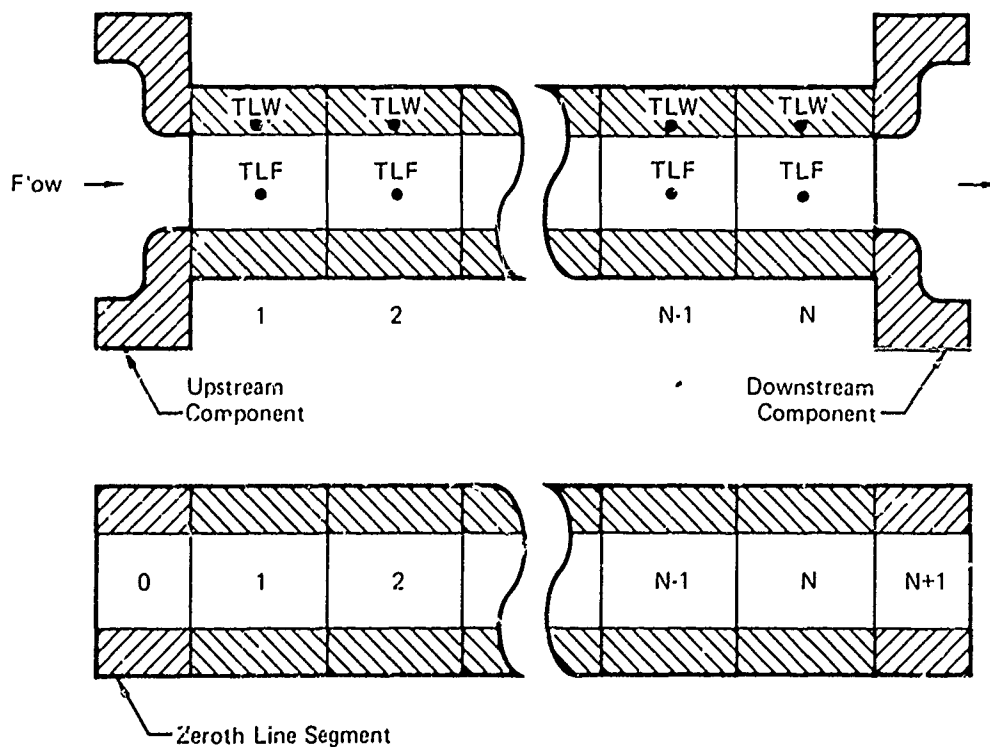 TLW TLW TLW TLW
TLF TLF TLF TLF
F'ow
1 2 N-1 N
Upstream
Component
Downstream
Component
0 1 2 N-1 N N+1
Zeroth Line Segment